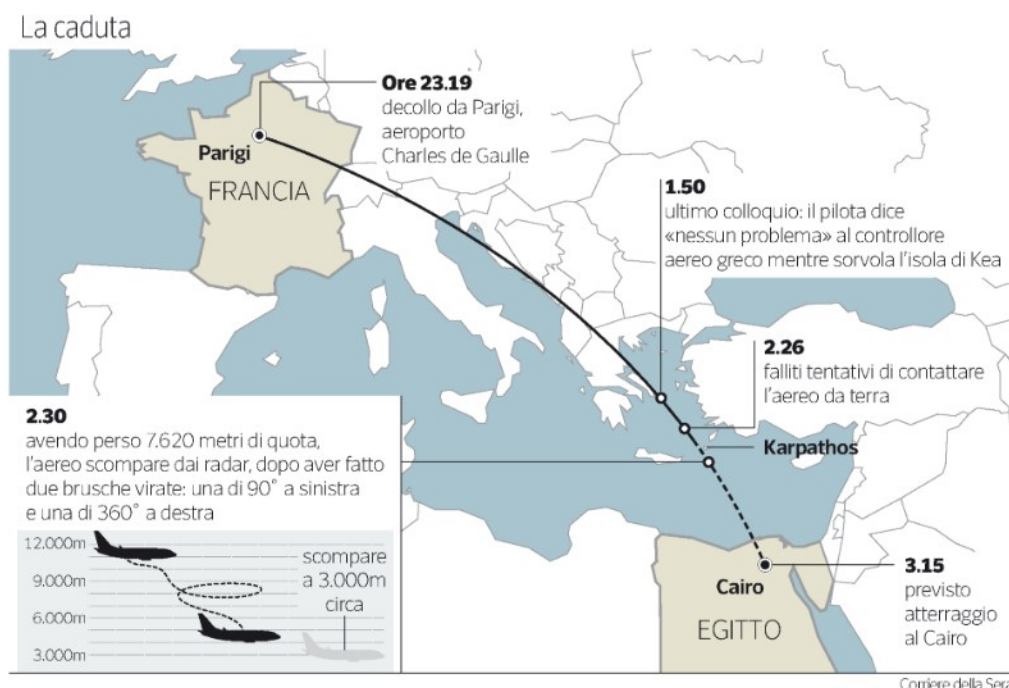 La caduta
Ore 23.19
decollo da Parigi,
aeroporto
Charles de Gaulle
Parigi
FRANCIA
1.50
ultimo colloquio: il pilota dice
«nessun problema» al controllore
aereo greco mentre sorvola l'isola di Kea
2.26
falliti tentativi di contattare
l'aereo da terra
Karpathos
2.30
avendo perso 7.620 metri di quota,
l'aereo scompare dai radar, dopo aver fatto
due brusche virate: una di 90° a sinistra
e una di 360° a destra
12.000m
9.000m
6.000m
3.000m
scompare
a 3.000m
circa
Cairo
EGITTO
3.15
previsto
atterraggio
al Cairo
Corriere della Sera